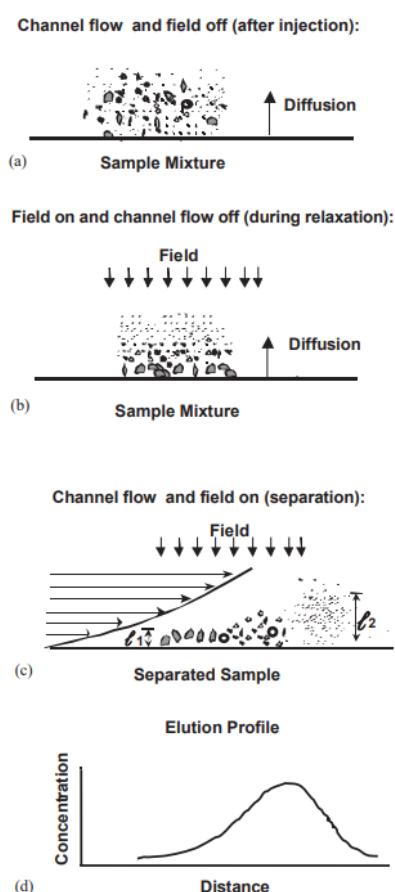 Channel flow and field off (after injection):
Diffusion
(a)
Sample Mixture
Field on and channel flow off (during relaxation):
Field
Diffusion
(b)
Sample Mixture
Channel flow and field on (separation):
Field
ℓ1
ℓ2
(c)
Separated Sample
Elution Profile
Concentration
(d)
Distance